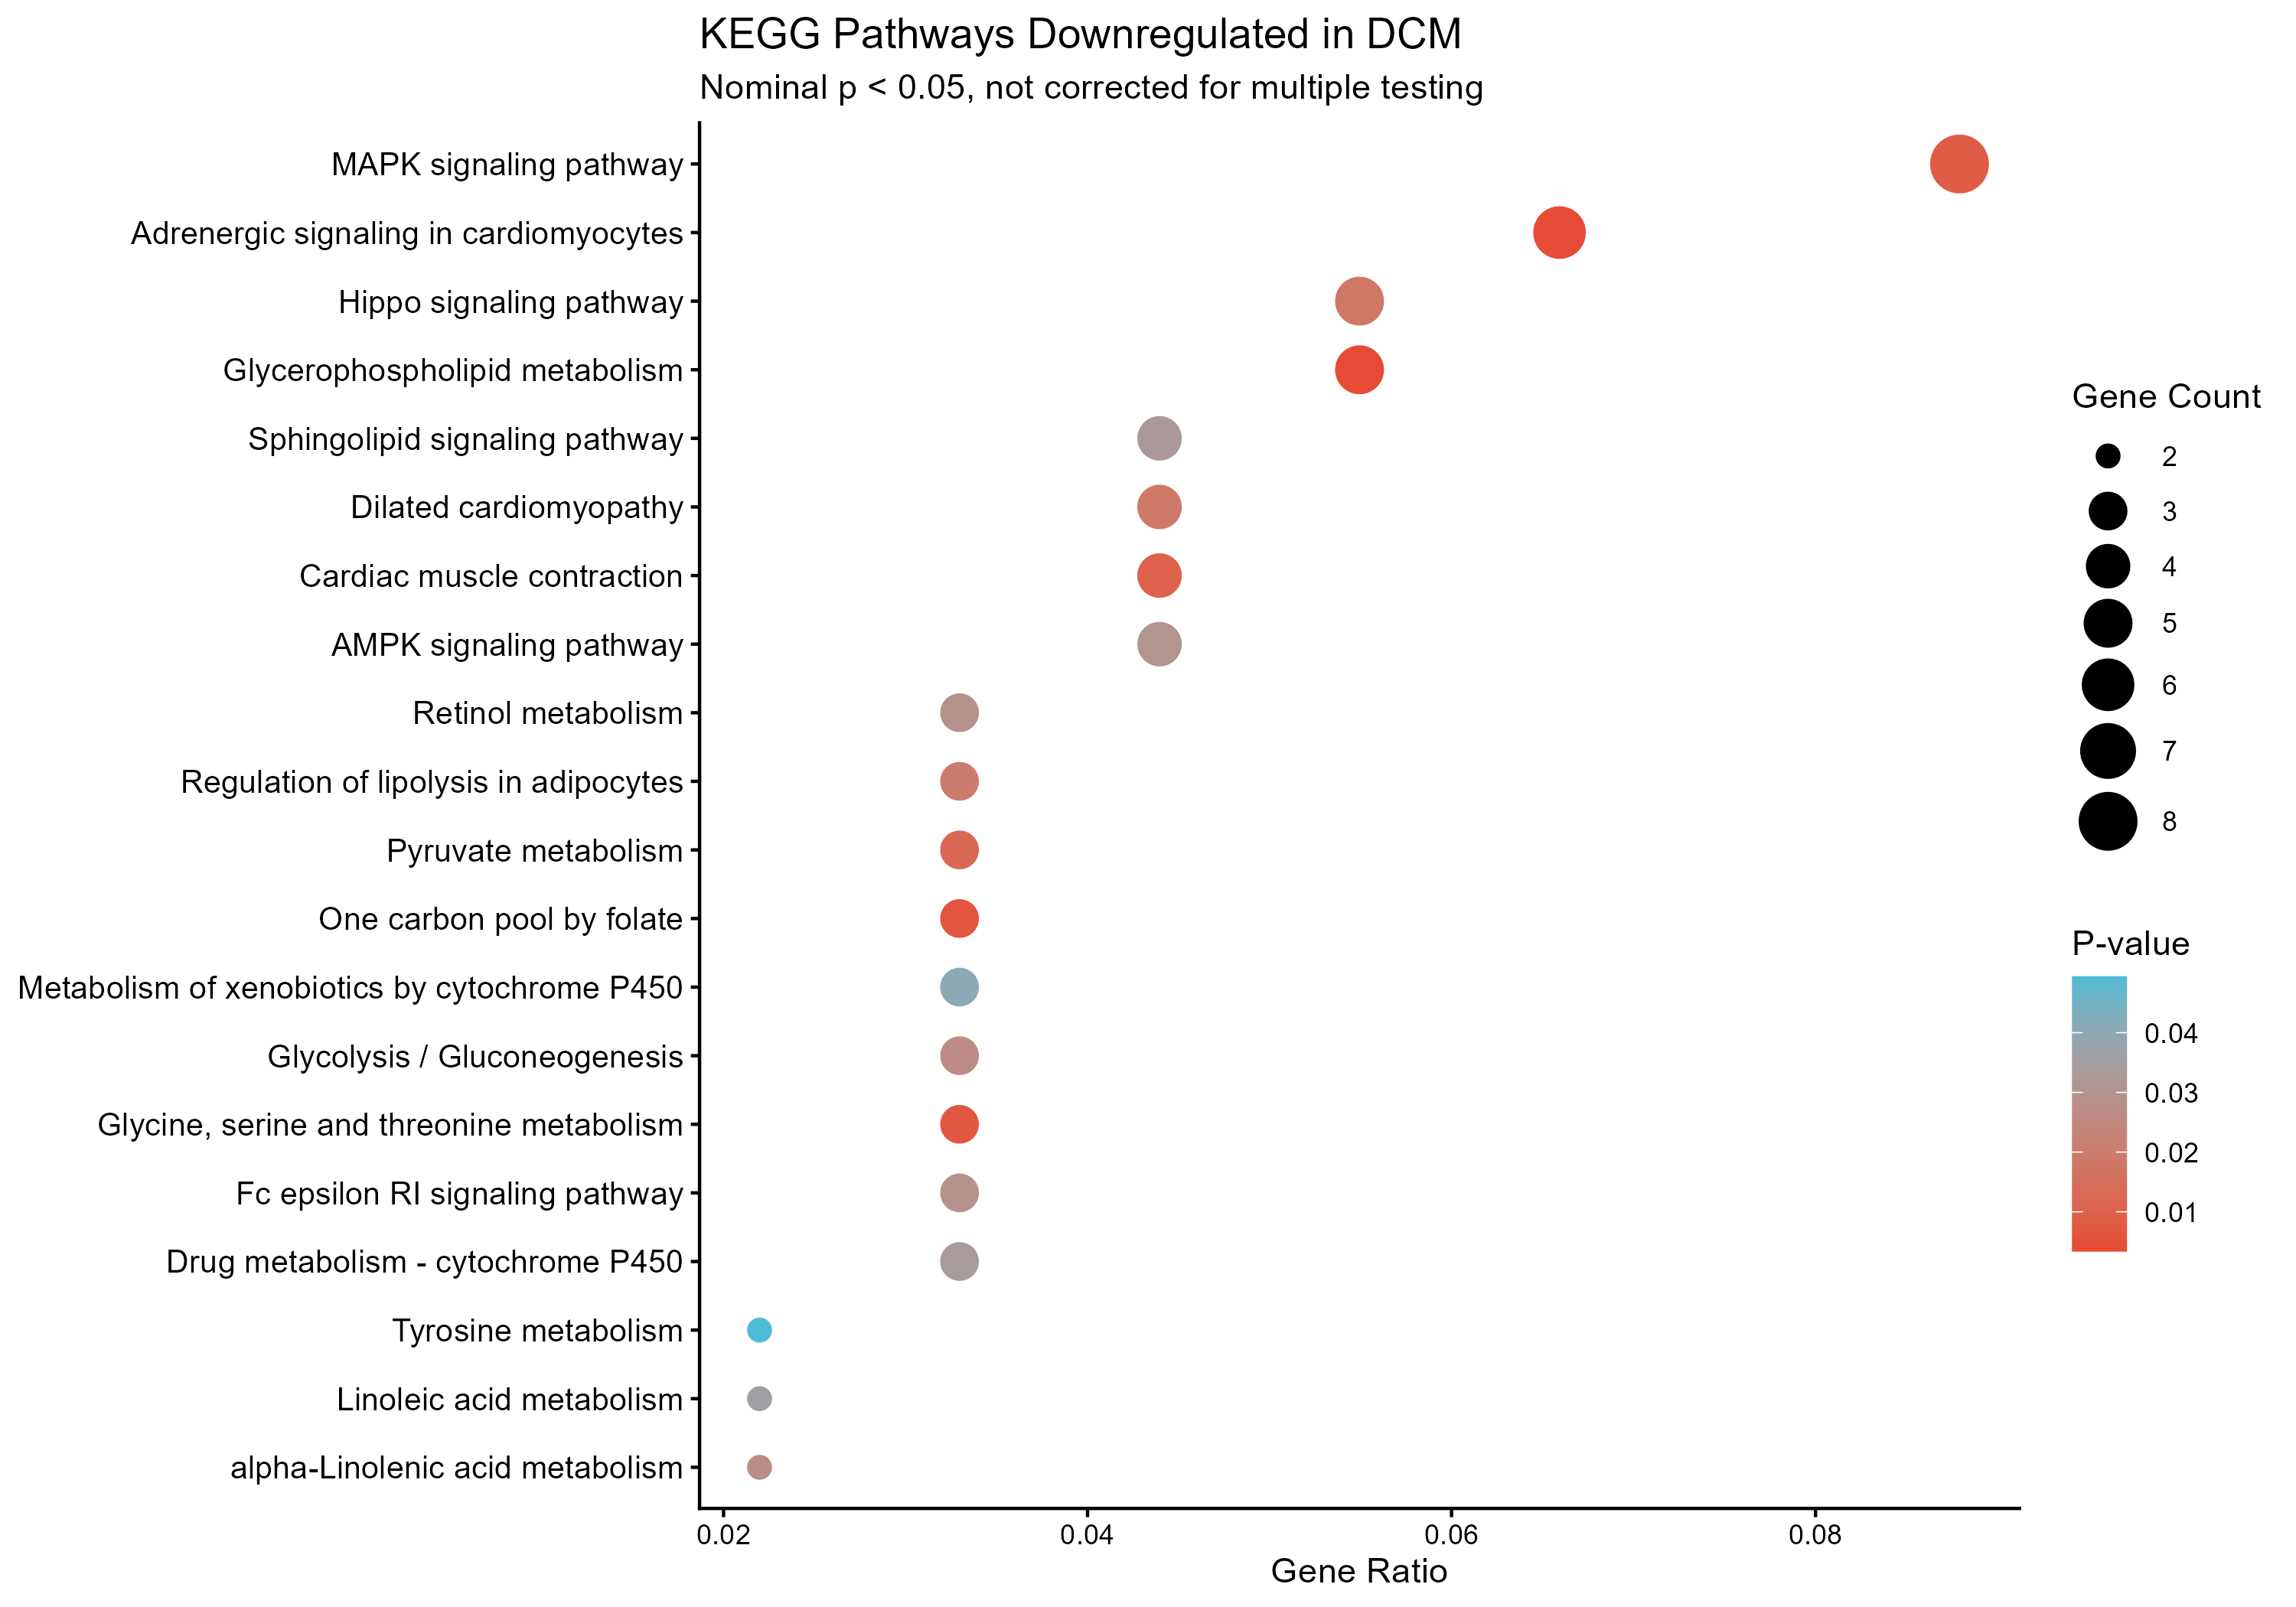 KEGG Pathways Downregulated in DCM
Nominal p < 0.05, not corrected for multiple testing
MAPK signaling pathway
Adrenergic signaling in cardiomyocytes
Hippo signaling pathway
Glycerophospholipid metabolism
Sphingolipid signaling pathway
Dilated cardiomyopathy
Cardiac muscle contraction
AMPK signaling pathway
Retinol metabolism
Regulation of lipolysis in adipocytes
Pyruvate metabolism
One carbon pool by folate
Metabolism of xenobiotics by cytochrome P450
Glycolysis / Gluconeogenesis
Glycine, serine and threonine metabolism
Fc epsilon RI signaling pathway
Drug metabolism - cytochrome P450
Tyrosine metabolism
Linoleic acid metabolism
alpha-Linolenic acid metabolism
0.02 0.04 0.06 0.08
Gene Ratio
Gene Count
2
3
4
5
6
7
8
P-value
0.04
0.03
0.02
0.01